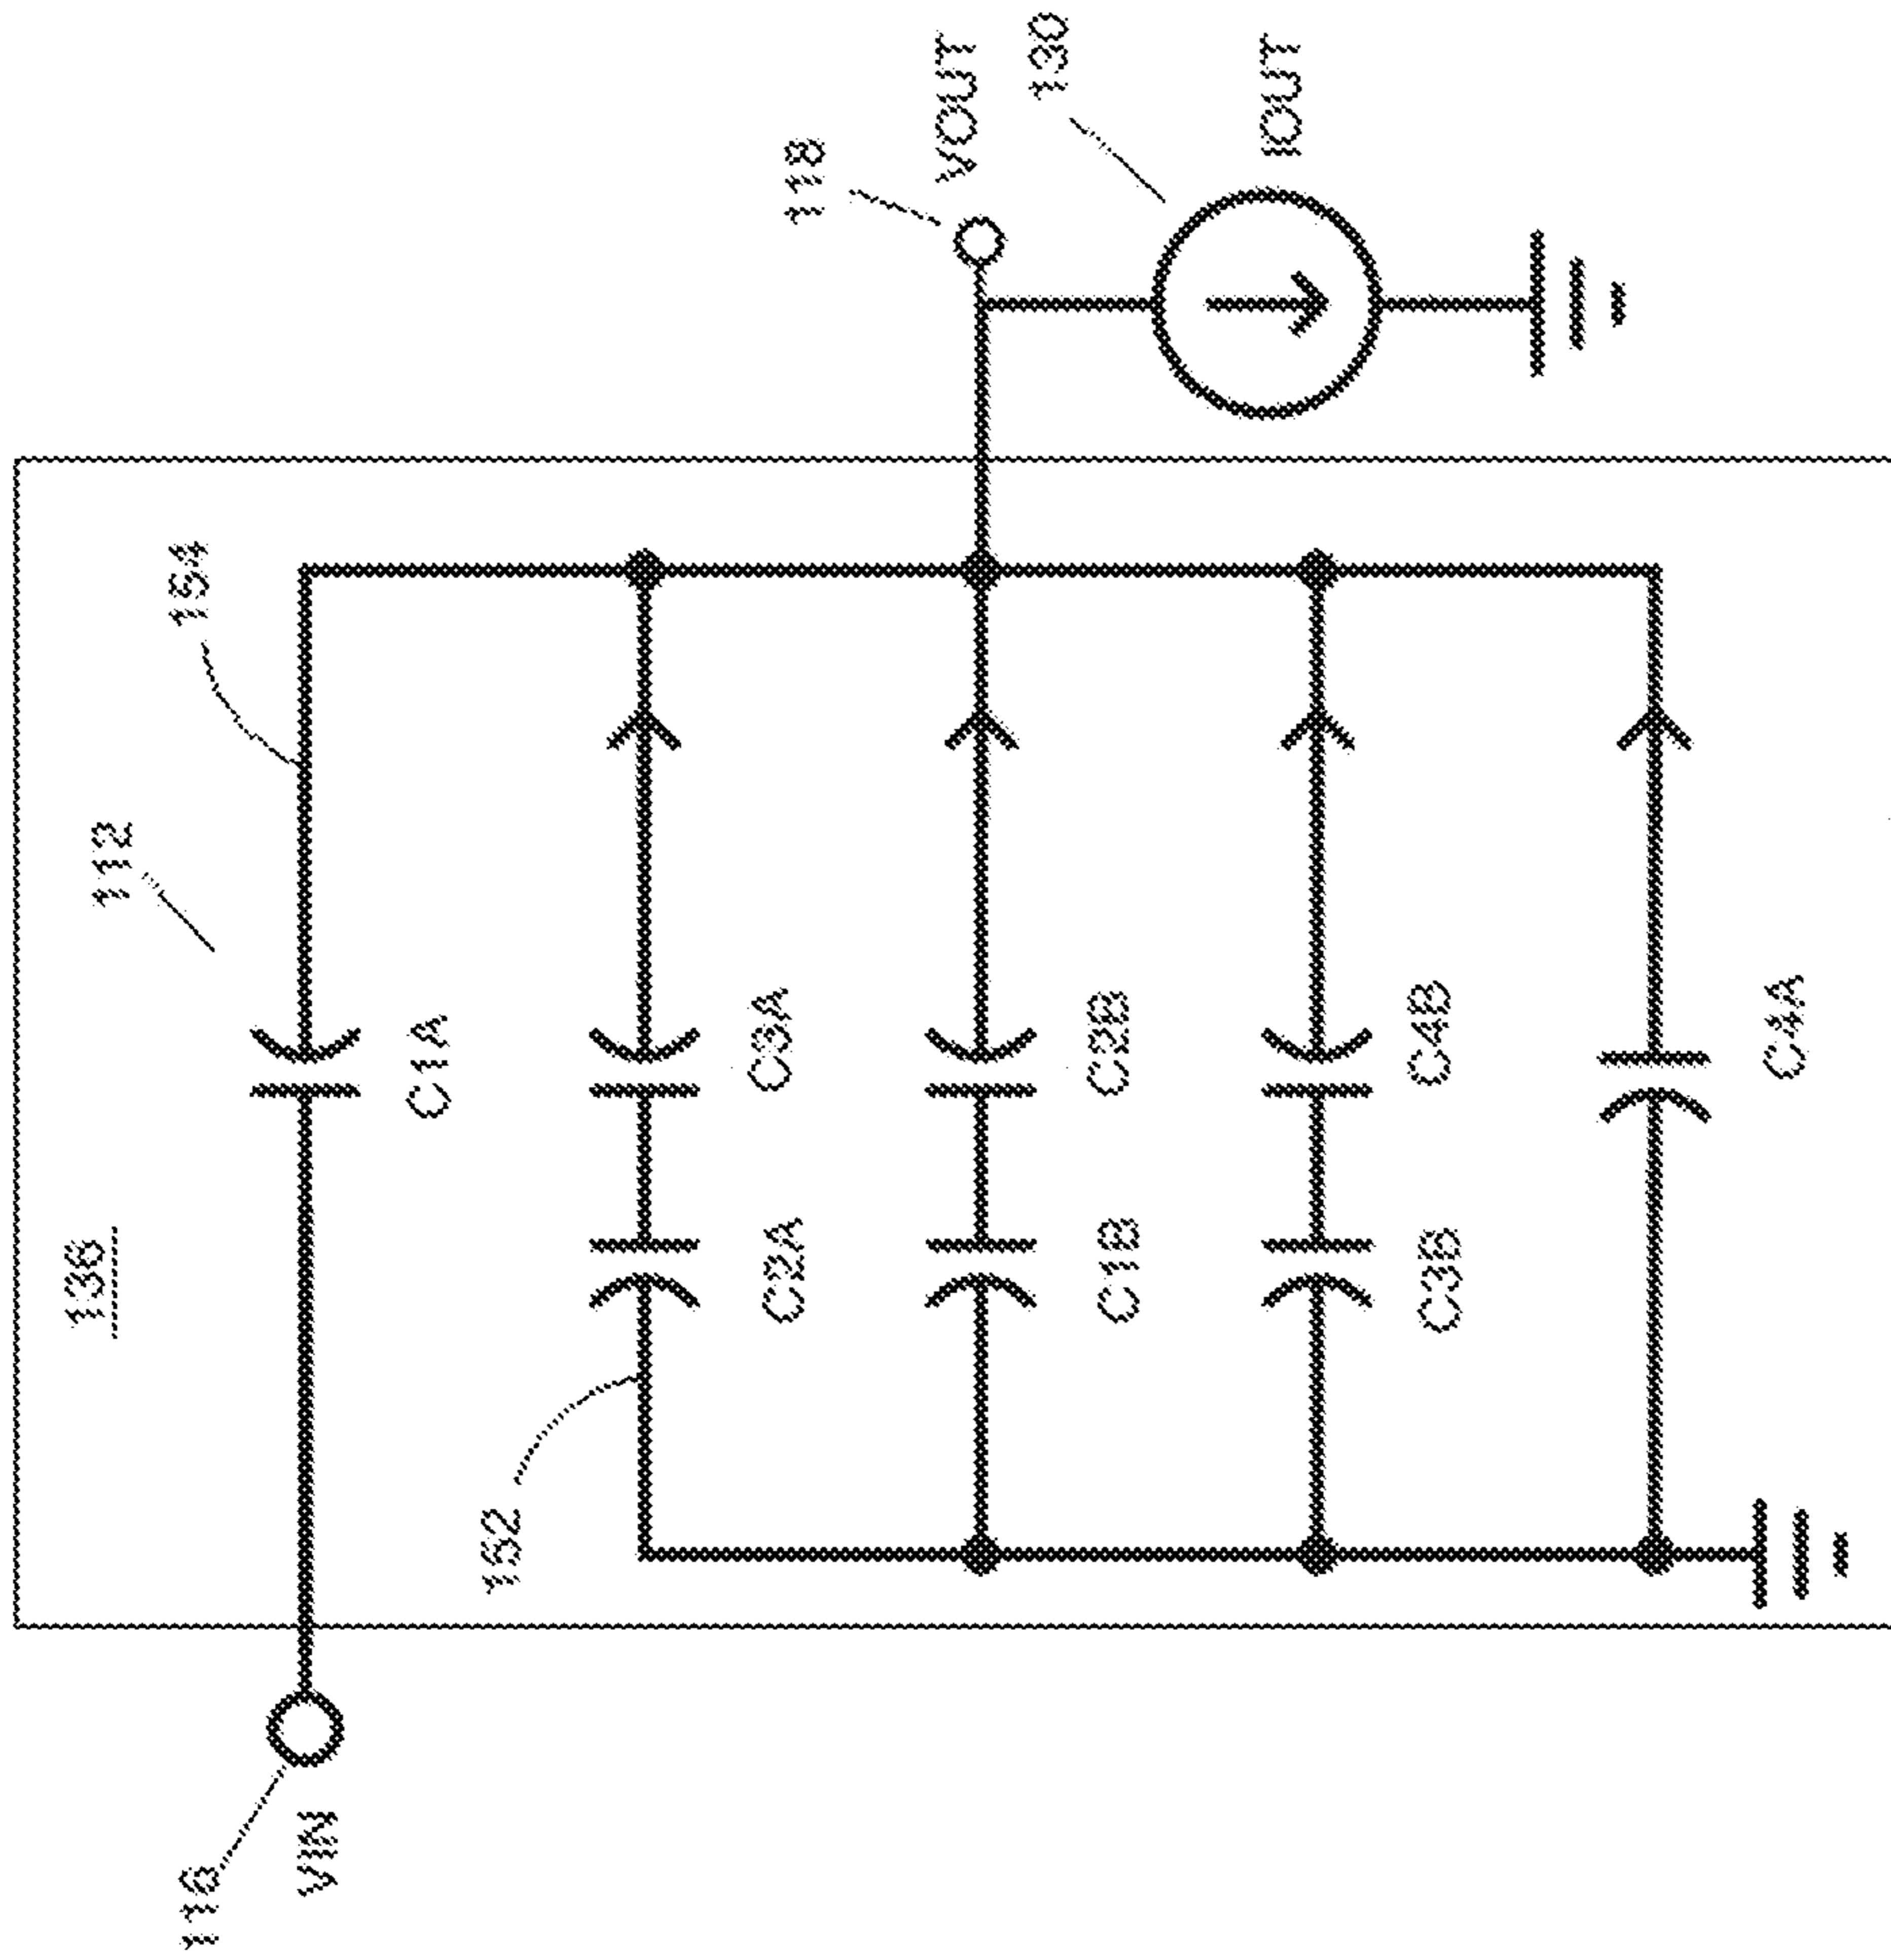 136
112
154
116
VIN
C1A
152
C2A
C3A
118
VOUT
130
C1B
C2B
IOUT
C3B
C4B
C4A